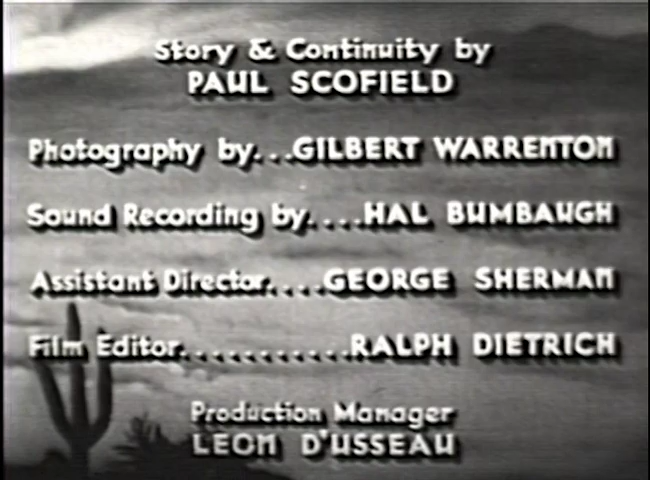 Story & Continuity by
PAUL SCOFIELD
Photography by...GILBERT WARRENTON
Sound Recording by....HAL BUMBAUGH
Assistant Director....GEORGE SHERMAN
Film Editor...........RALPH DIETRICH
Production Manager
LEON D'USSEAU